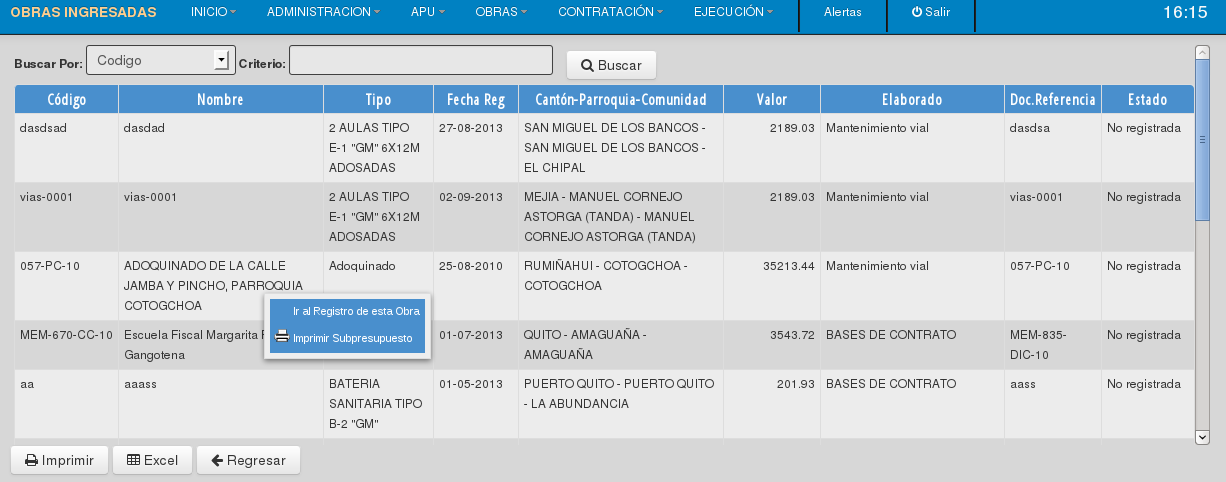 OBRAS INGRESADAS INICIO ADMINISTRACION APU OBRAS CONTRATACIÓN EJECUCIÓN Alertas Salir 16:15
Buscar Por: Codigo Criterio: Buscar
Código Nombre Tipo Fecha Reg Cantón-Parroquia-Comunidad Valor Elaborado Doc.Referencia Estado
dasdsad dasdad 2 AULAS TIPO 27-08-2013 SAN MIGUEL DE LOS BANCOS - 2189.03 Mantenimiento vial dasdsa No registrada
E-1 "GM" 6X12M SAN MIGUEL DE LOS BANCOS -
ADOSADAS EL CHIPAL
vias-0001 vias-0001 2 AULAS TIPO 02-09-2013 MEJIA - MANUEL CORNEJO 2189.03 Mantenimiento vial vias-0001 No registrada
E-1 "GM" 6X12M ASTORGA (TANDA) - MANUEL
ADOSADAS CORNEJO ASTORGA (TANDA)
057-PC-10 ADOQUINADO DE LA CALLE Adoquinado 25-08-2010 RUMIÑAHUI - COTOGCHOA - 35213.44 Mantenimiento vial 057-PC-10 No registrada
JAMBA Y PINCHO, PARROQUIA COTOGCHOA
COTOGCHOA
Ir al Registro de esta Obra
Imprimir Subpresupuesto
MEM-670-CC-10 Escuela Fiscal Margarita 01-07-2013 QUITO - AMAGUAÑA - 3543.72 BASES DE CONTRATO MEM-835- No registrada
Gangotena AMAGUAÑA DIC-10
aa aaass BATERIA 01-05-2013 PUERTO QUITO - PUERTO QUITO 201.93 BASES DE CONTRATO aass No registrada
SANITARIA TIPO - LA ABUNDANCIA
B-2 "GM"
Imprimir Excel Regresar